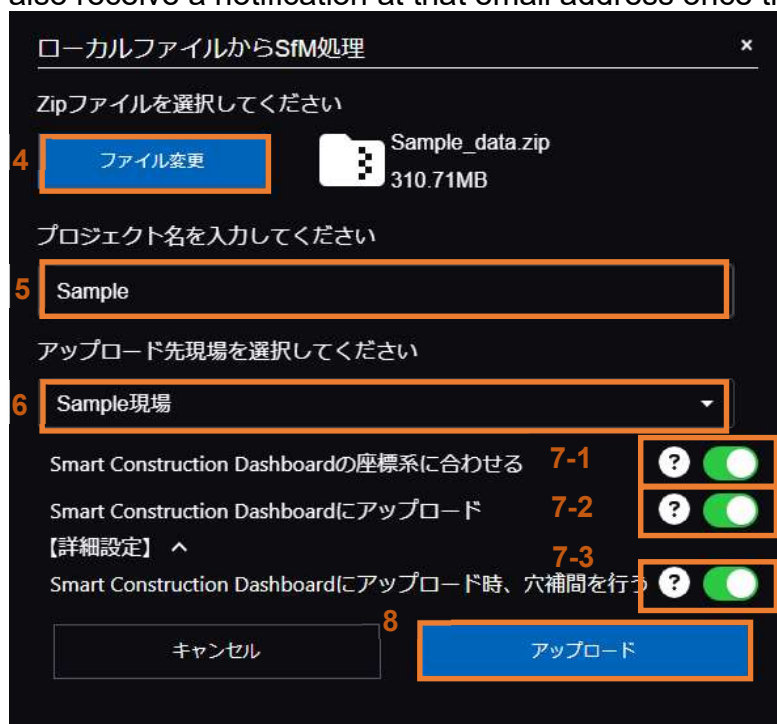 also receive a notification at that email address once t
ローカルファイルからSfM処理 ×
Zipファイルを選択してください
4 ファイル変更 Sample_data.zip
310.71MB
プロジェクト名を入力してください
5 Sample
アップロード先現場を選択してください
6 Sample現場
Smart Construction Dashboardの座標系に合わせる 7-1 ?
Smart Construction Dashboardにアップロード 7-2 ?
【詳細設定】
7-3
Smart Construction Dashboardにアップロード時、穴補間を行う ?
8
キャンセル アップロード